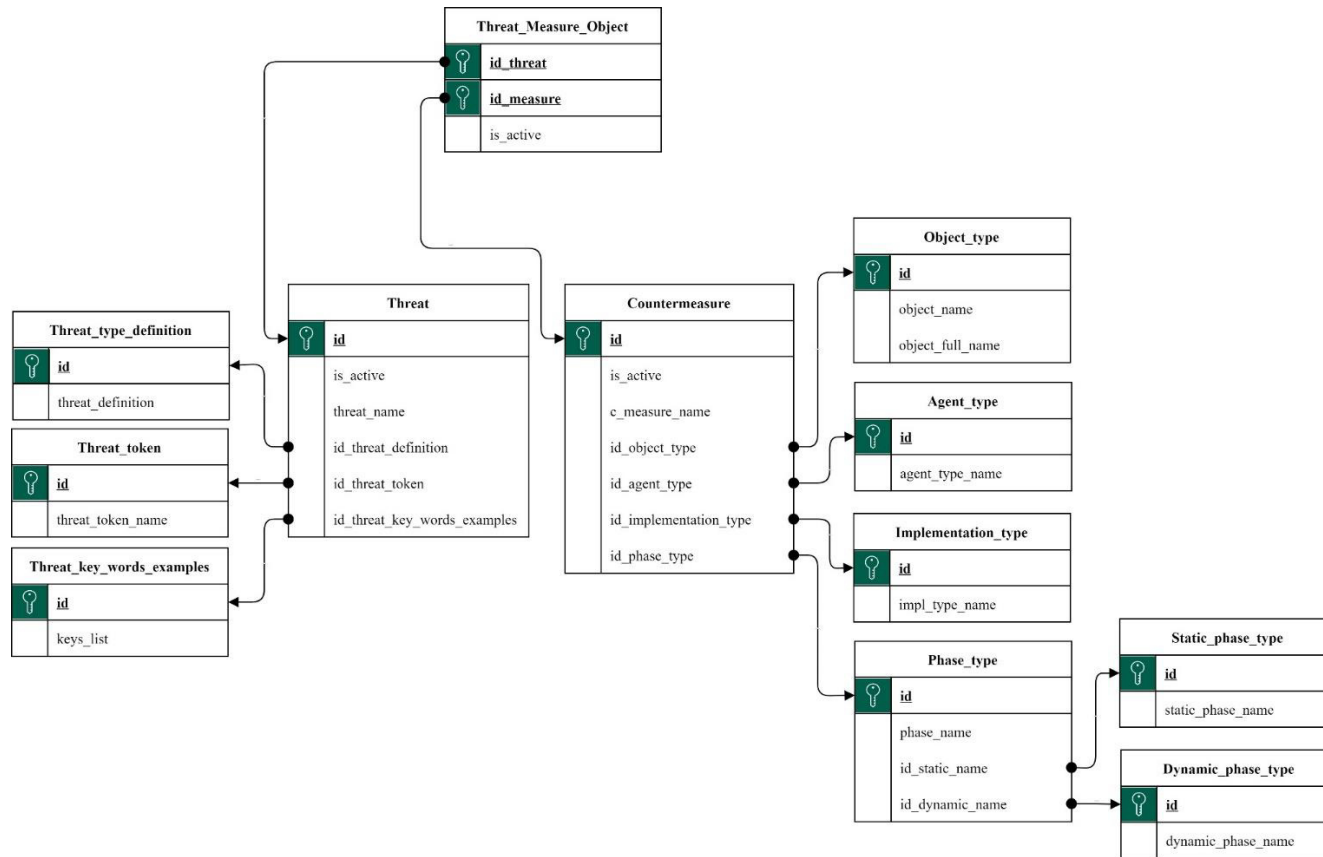 Threat_Measure_Object
id_threat
id_measure
is_active
Threat_type_definition
id
threat_definition
Threat_token
id
threat_token_name
Threat_key_words_examples
id
keys_list
Threat
id
is_active
threat_name
id_threat_definition
id_threat_token
id_threat_key_words_examples
Countermeasure
id
is_active
c_measure_name
id_object_type
id_agent_type
id_implementation_type
id_phase_type
Object_type
id
object_name
object_full_name
Agent_type
id
agent_type_name
Implementation_type
id
impl_type_name
Phase_type
id
phase_name
id_static_name
id_dynamic_name
Static_phase_type
id
static_phase_name
Dynamic_phase_type
id
dynamic_phase_name